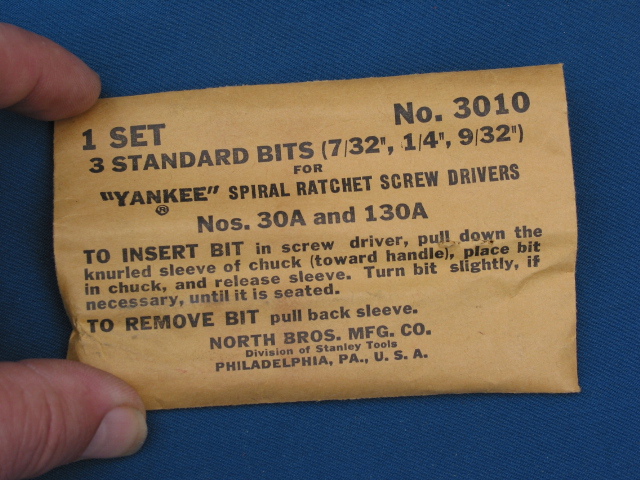 1 SET No. 3010
3 STANDARD BITS (7/32", 1/4", 9/32")
FOR
"YANKEE" SPIRAL RATCHET SCREW DRIVERS
®
Nos. 30A and 130A
TO INSERT BIT in screw driver, pull down the
knurled sleeve of chuck (toward handle), place bit
in chuck, and release sleeve. Turn bit slightly, if
necessary, until it is seated.
TO REMOVE BIT pull back sleeve.
NORTH BROS. MFG. CO.
Division of Stanley Tools
PHILADELPHIA, PA., U. S. A.